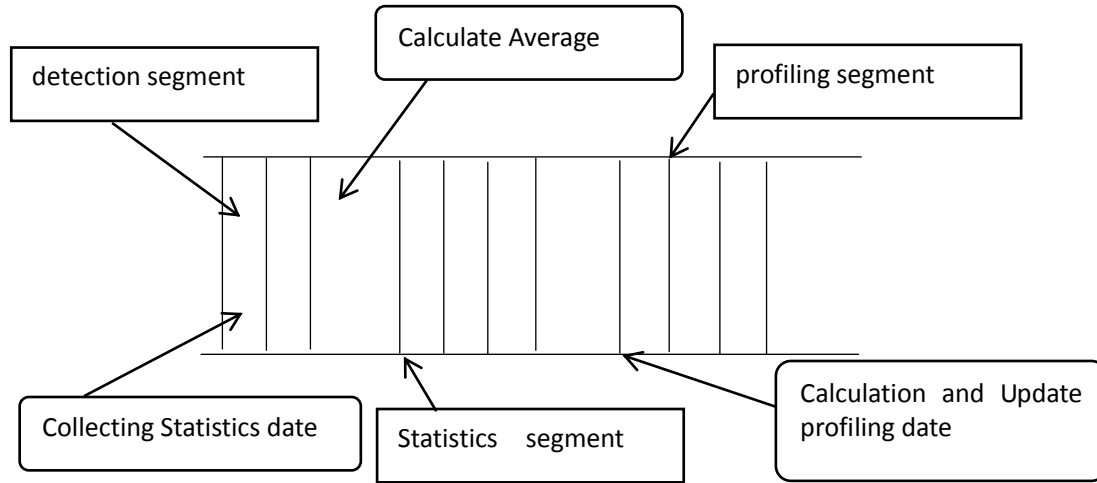 Calculate Average
detection segment
profiling segment
Collecting Statistics date
Statistics segment
Calculation and Update
profiling date